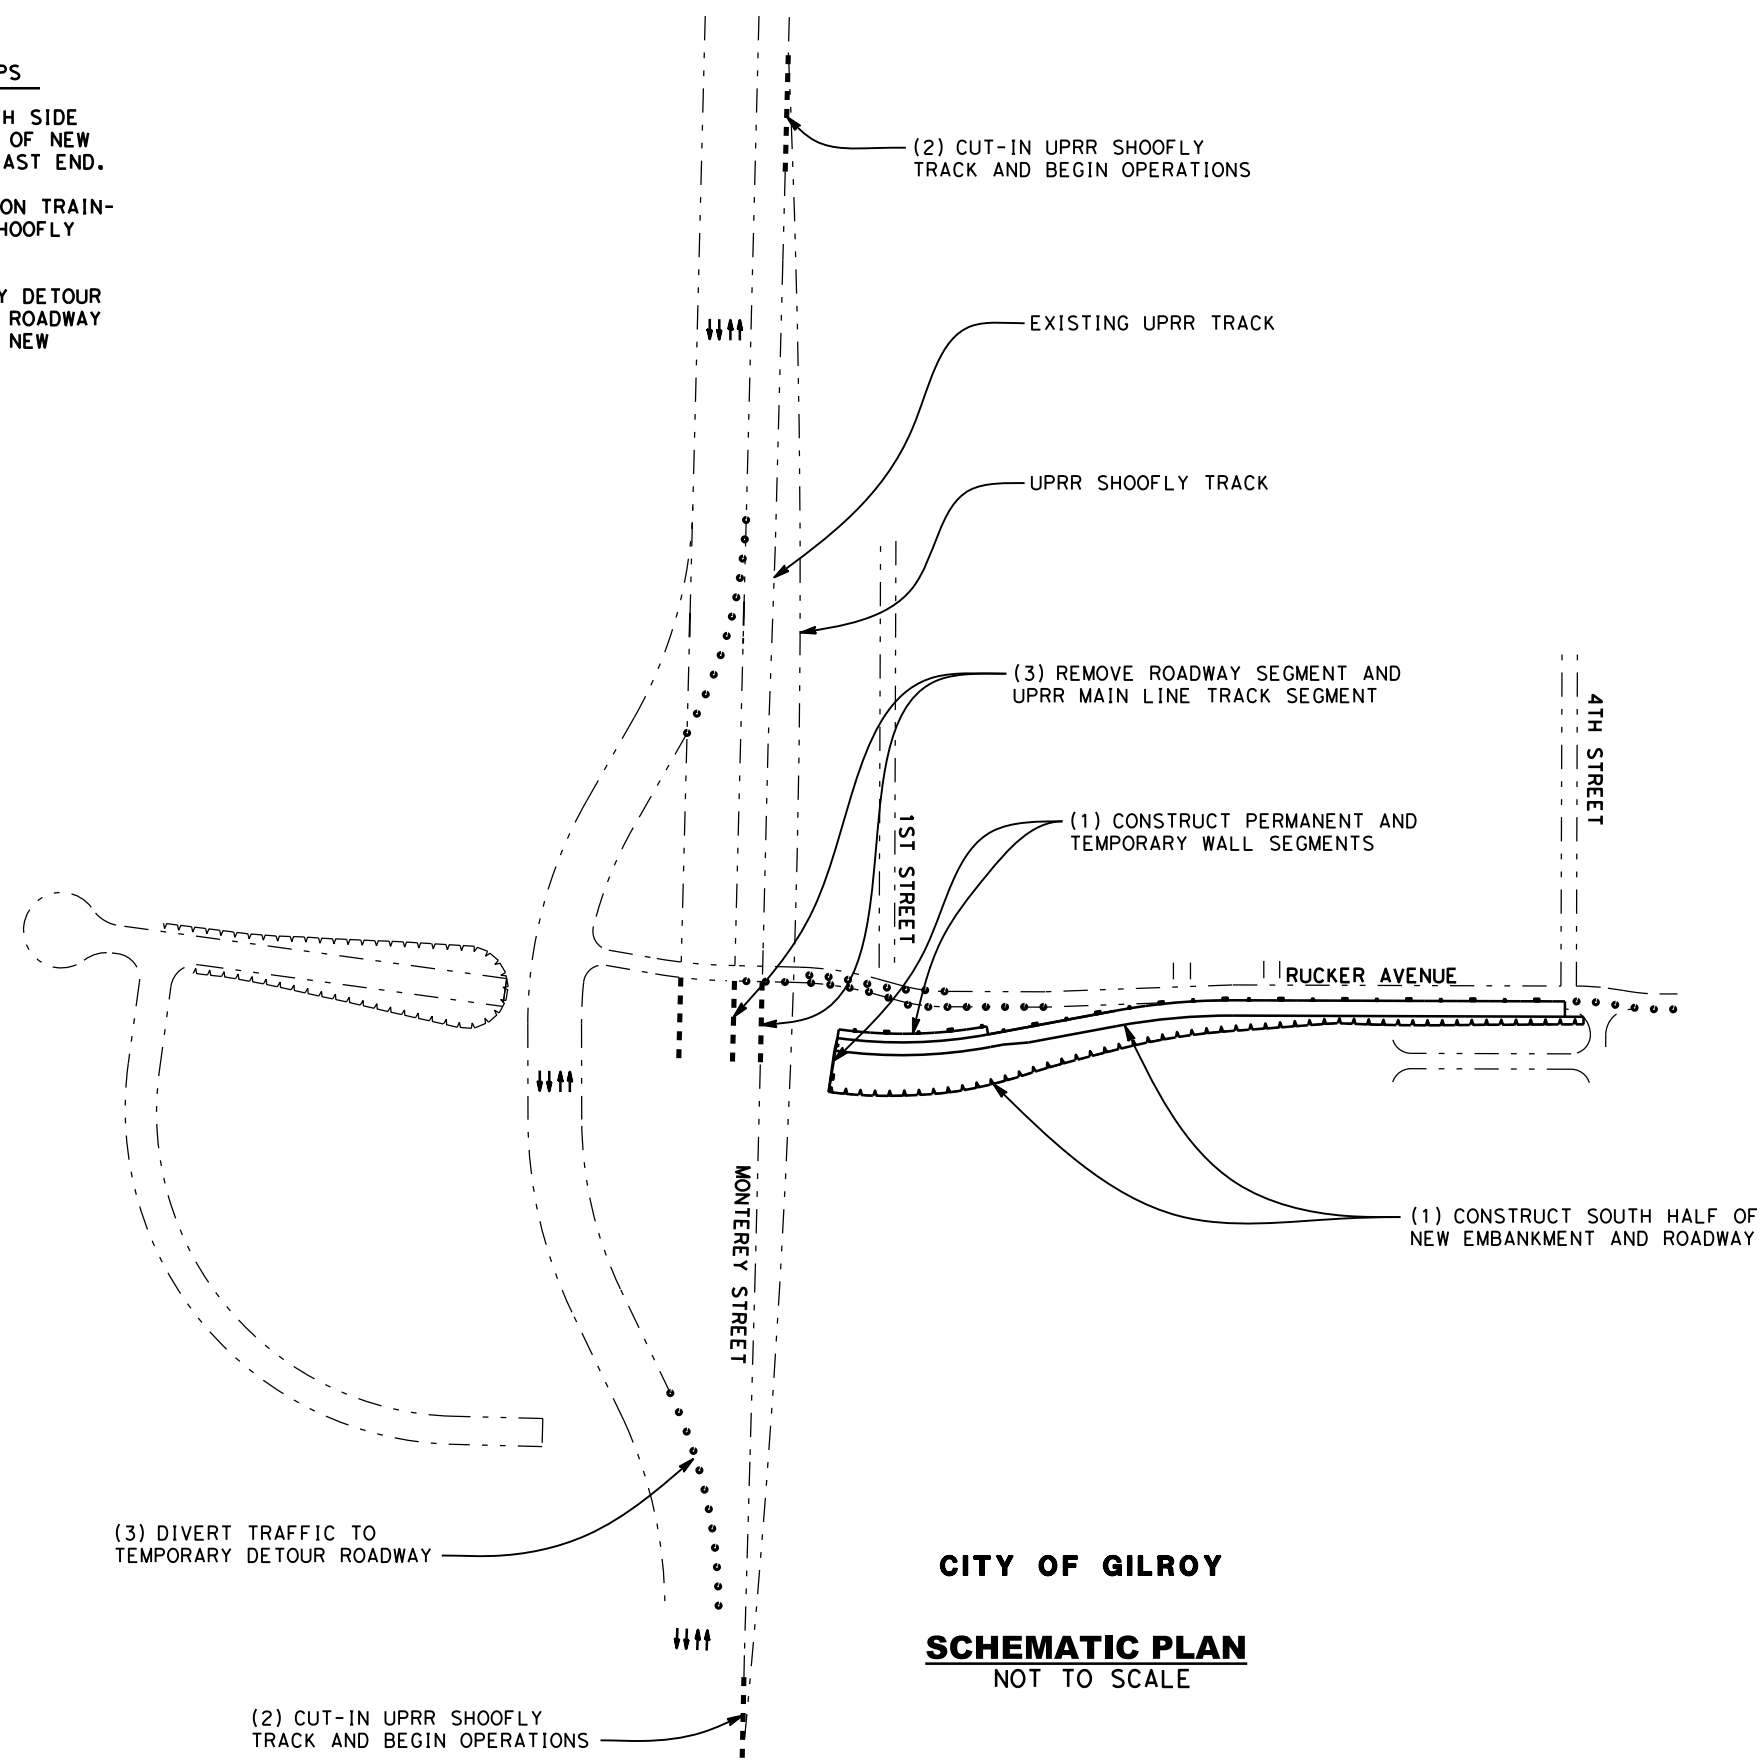 PS
H SIDE
OF NEW
AST END.
ON TRAIN-
HOOFLY
Y DETOUR
ROADWAY
NEW
(2) CUT-IN UPRR SHOOFLY
TRACK AND BEGIN OPERATIONS
EXISTING UPRR TRACK
UPRR SHOOFLY TRACK
(3) REMOVE ROADWAY SEGMENT AND
UPRR MAIN LINE TRACK SEGMENT
4TH STREET
(1) CONSTRUCT PERMANENT AND
TEMPORARY WALL SEGMENTS
1ST STREET
RUCKER AVENUE
MONTEREY STREET
(1) CONSTRUCT SOUTH HALF OF
NEW EMBANKMENT AND ROADWAY
(3) DIVERT TRAFFIC TO
TEMPORARY DETOUR ROADWAY
CITY OF GILROY
SCHEMATIC PLAN
NOT TO SCALE
(2) CUT-IN UPRR SHOOFLY
TRACK AND BEGIN OPERATIONS